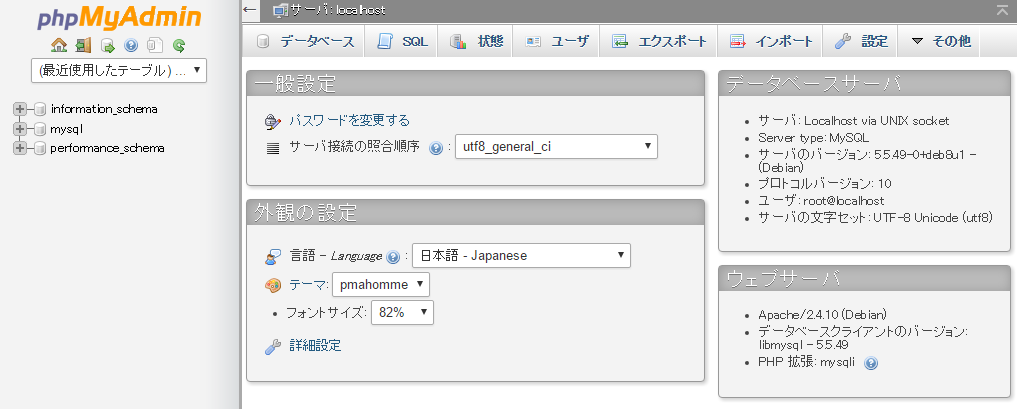 phpMyAdmin
(最近使用したテーブル) ...
information_schema
mysql
performance_schema
サーバ: localhost
データベース
SQL
状態
ユーザ
エクスポート
インポート
設定
その他
一般設定
パスワードを変更する
サーバ接続の照合順序 : utf8_general_ci
外観の設定
言語 - Language : 日本語 - Japanese
テーマ: pmahomme
フォントサイズ: 82%
詳細設定
データベースサーバ
サーバ: Localhost via UNIX socket
Server type: MySQL
サーバのバージョン: 5.5.49-0+deb8u1 -
(Debian)
プロトコルバージョン: 10
ユーザ: root@localhost
サーバの文字セット: UTF-8 Unicode (utf8)
ウェブサーバ
Apache/2.4.10 (Debian)
データベースクライアントのバージョン:
libmysql - 5.5.49
PHP 拡張: mysqli